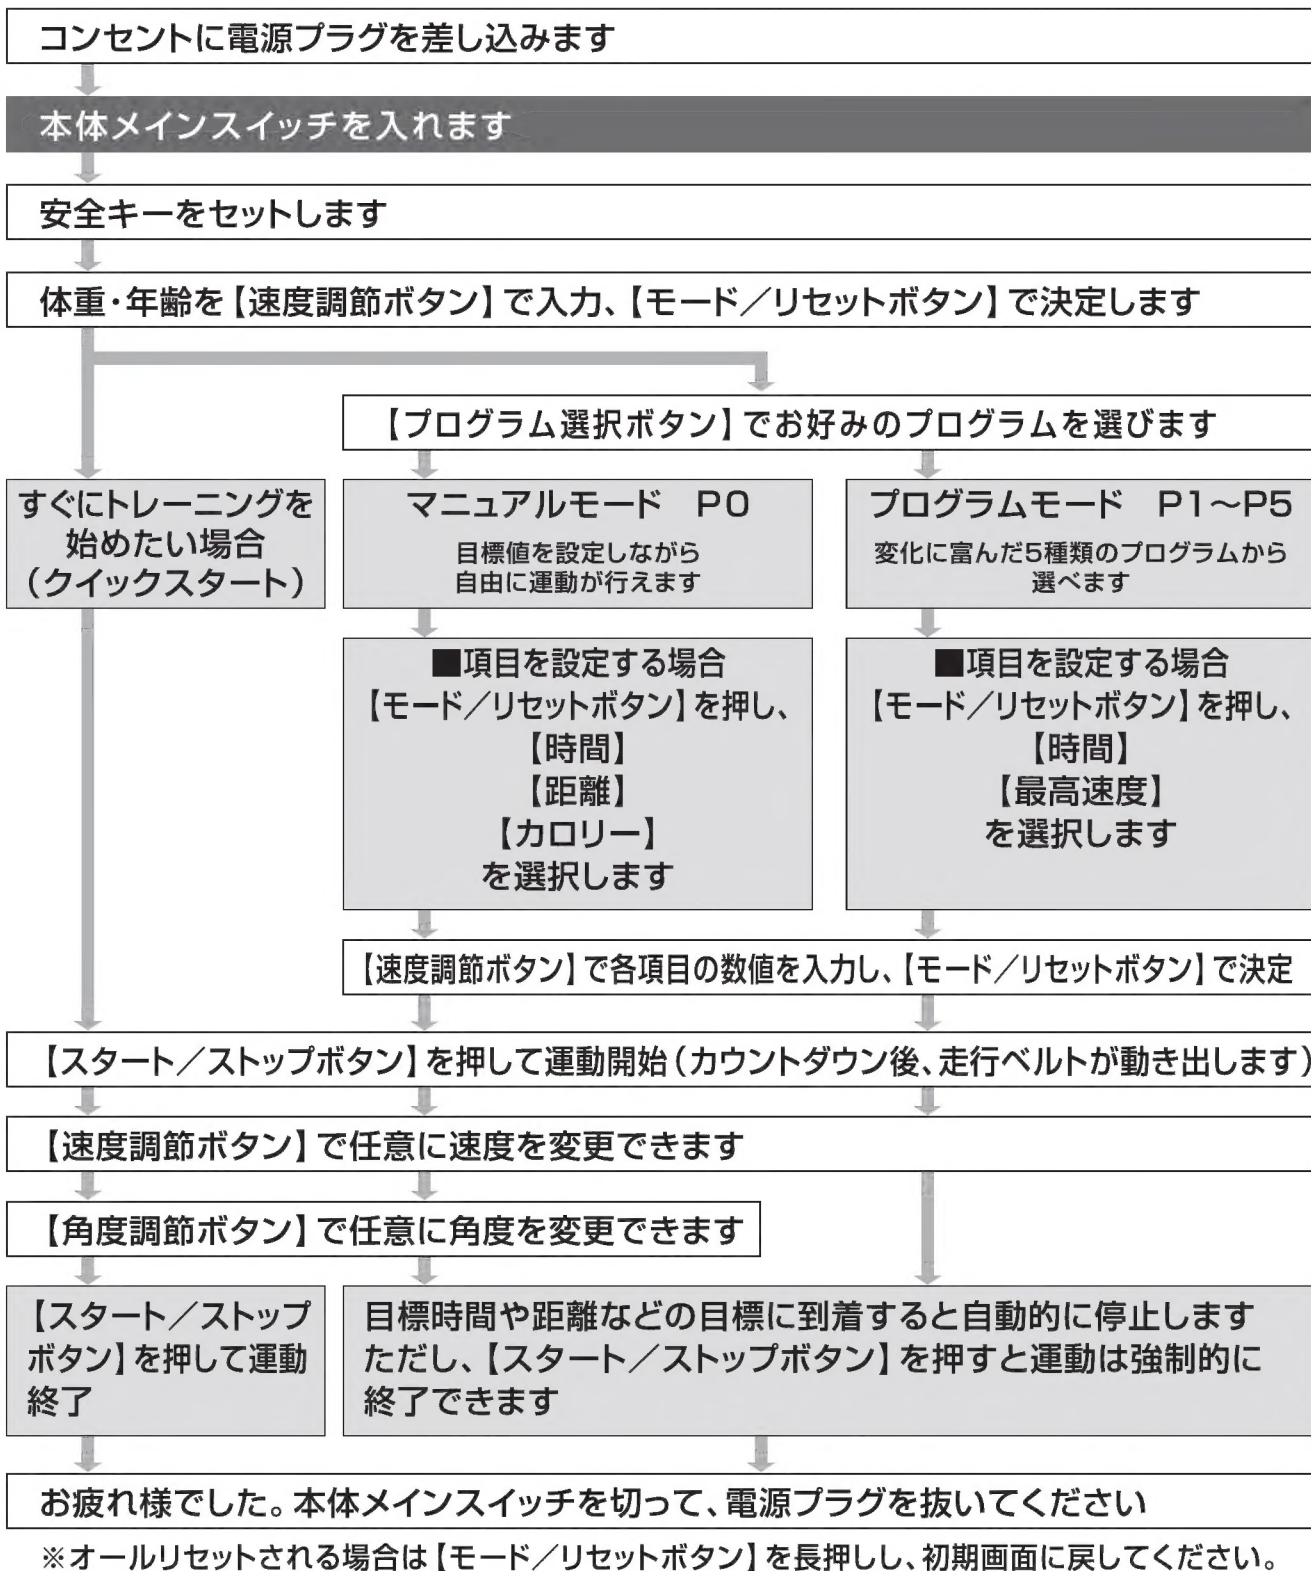 コンセントに電源プラグを差し込みます
本体メインスイッチを入れます
安全キーをセットします
体重・年齢を【速度調節ボタン】で入力、【モード／リセットボタン】で決定します
【プログラム選択ボタン】でお好みのプログラムを選びます
すぐにトレーニングを
始めたい場合
（クイックスタート）
マニュアルモード　P0
目標値を設定しながら
自由に運動が行えます
プログラムモード　P1～P5
変化に富んだ5種類のプログラムから
選べます
■項目を設定する場合
【モード／リセットボタン】を押し、
【時間】
【距離】
【カロリー】
を選択します
■項目を設定する場合
【モード／リセットボタン】を押し、
【時間】
【最高速度】
を選択します
【速度調節ボタン】で各項目の数値を入力し、【モード／リセットボタン】で決定
【スタート／ストップボタン】を押して運動開始（カウントダウン後、走行ベルトが動き出します）
【速度調節ボタン】で任意に速度を変更できます
【角度調節ボタン】で任意に角度を変更できます
【スタート／ストップ
ボタン】を押して運動
終了
目標時間や距離などの目標に到着すると自動的に停止します
ただし、【スタート／ストップボタン】を押すと運動は強制的に
終了できます
お疲れ様でした。本体メインスイッチを切って、電源プラグを抜いてください
※オールリセットされる場合は【モード／リセットボタン】を長押しし、初期画面に戻してください。